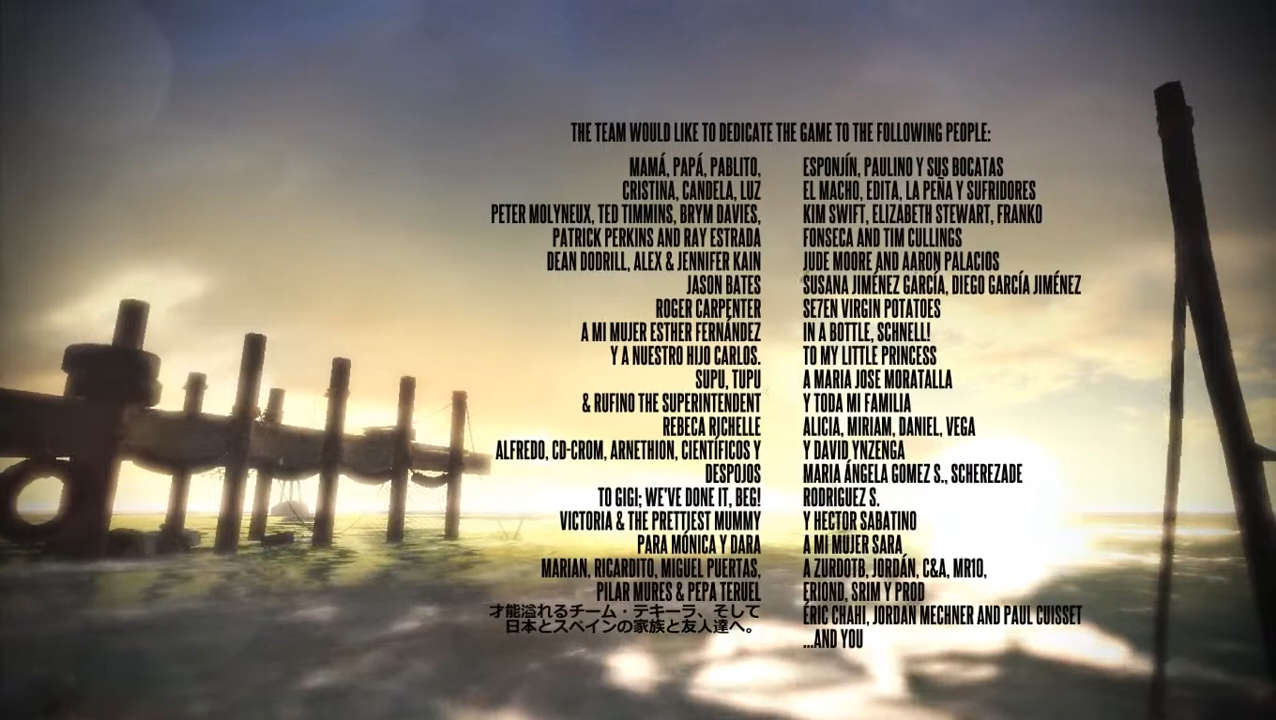 THE TEAM WOULD LIKE TO DEDICATE THE GAME TO THE FOLLOWING PEOPLE:
MAMÁ, PAPÁ, PABLITO,
CRISTINA, CANDELA, LUZ
PETER MOLYNEUX, TED TIMMINS, BRYM DAVIES,
PATRICK PERKINS AND RAY ESTRADA
DEAN DODRILL, ALEX & JENNIFER KAIN
JASON BATES
ROGER CARPENTER
A MI MUJER ESTHER FERNÁNDEZ
Y A NUESTRO HIJO CARLOS.
SUPU, TUPU
& RUFINO THE SUPERINTENDENT
REBECA RICHELLE
ALFREDO, CD-CROM, ARNETHION, CIENTÍFICOS Y
DESPOJOS
TO GIGI; WE'VE DONE IT, BEG!
VICTORIA & THE PRETTIEST MUMMY
PARA MÓNICA Y DARA
MARIAN, RICARDITO, MIGUEL PUERTAS,
PILAR MURES & PEPA TERUEL
才能溢れるチーム・テキーラ、そして
日本とスペインの家族と友人達へ。
ESPONJÍN, PAULINO Y SUS BOCATAS
EL MACHO, EDITA, LA PEÑA Y SUFRIDORES
KIM SWIFT, ELIZABETH STEWART, FRANKO
FONSECA AND TIM CULLINGS
JUDE MOORE AND AARON PALACIOS
SUSANA JIMÉNEZ GARCÍA, DIEGO GARCÍA JIMÉNEZ
SE7EN VIRGIN POTATOES
IN A BOTTLE, SCHNELL!
TO MY LITTLE PRINCESS
A MARIA JOSE MORATALLA
Y TODA MI FAMILIA
ALICIA, MIRIAM, DANIEL, VEGA
Y DAVID YNZENGA
MARIA ÁNGELA GOMEZ S., SCHEREZADE
RODRIGUEZ S.
Y HECTOR SABATINO
A MI MUJER SARA
A ZURDOTB, JORDÁN, C&A, MR10,
ERIOND, SRIM Y PROD
ÉRIC CHAHI, JORDAN MECHNER AND PAUL CUISSET
...AND YOU